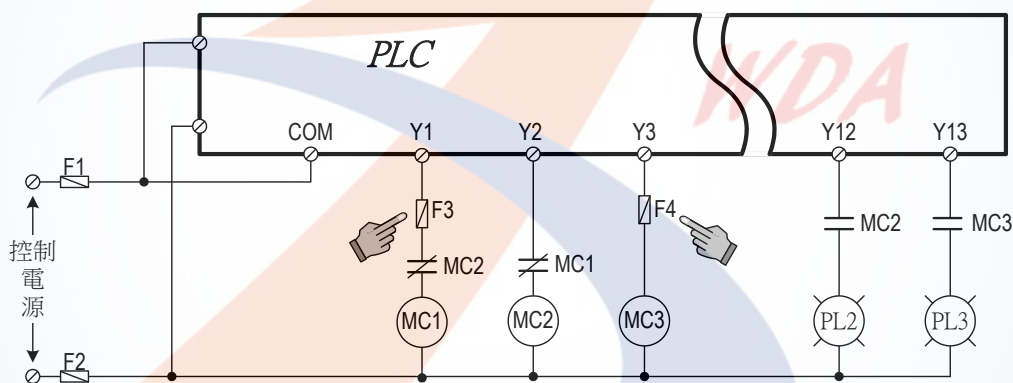 PLC
WDA
COM
Y1
Y2
Y3
Y12
Y13
F1
F3
F4
MC2
MC3
MC2
MC1
控制
電
源
MC1
MC2
MC3
PL2
PL3
F2